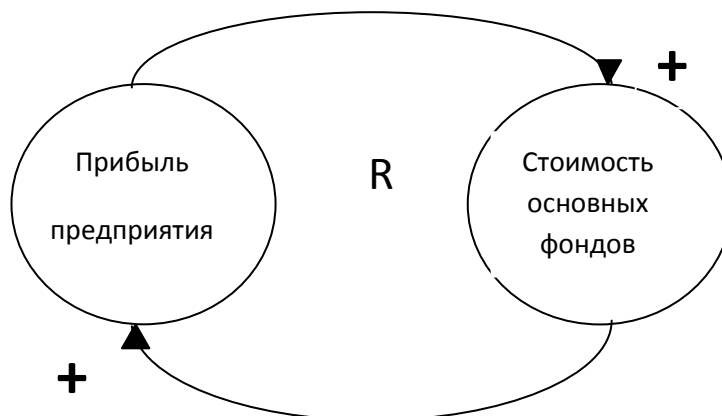 +
Прибыль
предприятия
R
Стоимость
основных
фондов
+